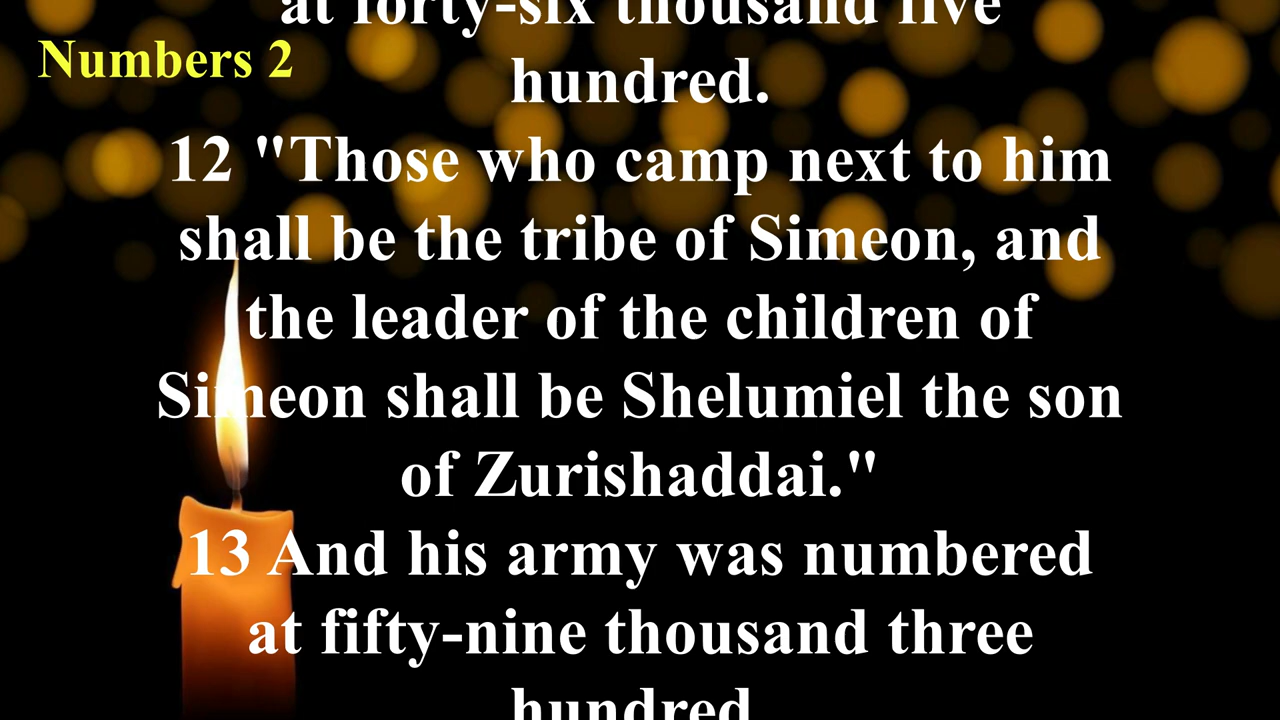 at forty-six thousand five
Numbers 2
hundred.
12 "Those who camp next to him
shall be the tribe of Simeon, and
the leader of the children of
Simeon shall be Shelumiel the son
of Zurishaddai."
13 And his army was numbered
at fifty-nine thousand three
hundred